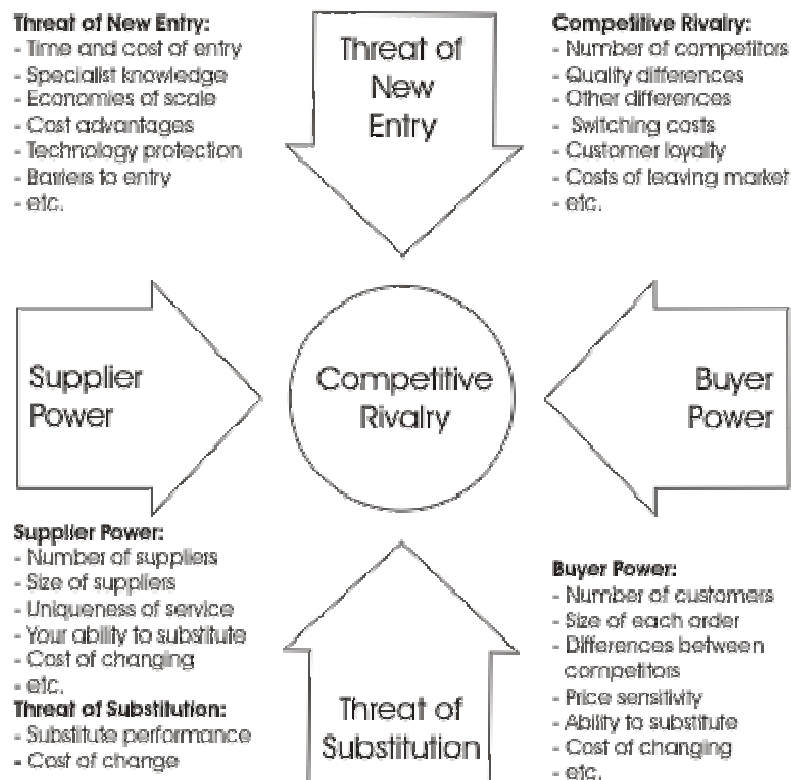 Threat of New Entry:
- Time and cost of entry
- Specialist knowledge
- Economies of scale
- Cost advantages
- Technology protection
- Barriers to entry
- etc.
Threat of
New
Entry
Competitive Rivalry:
- Number of competitors
- Quality differences
- Other differences
- Switching costs
- Customer loyalty
- Costs of leaving market
- etc.
Supplier
Power
Competitive
Rivalry
Buyer
Power
Supplier Power:
- Number of suppliers
- Size of suppliers
- Uniqueness of service
- Your ability to substitute
- Cost of changing
- etc.
Threat of Substitution:
- Substitute performance
- Cost of change
Threat of
Substitution
Buyer Power:
- Number of customers
- Size of each order
- Differences between
competitors
- Price sensitivity
- Ability to substitute
- Cost of changing
- etc.